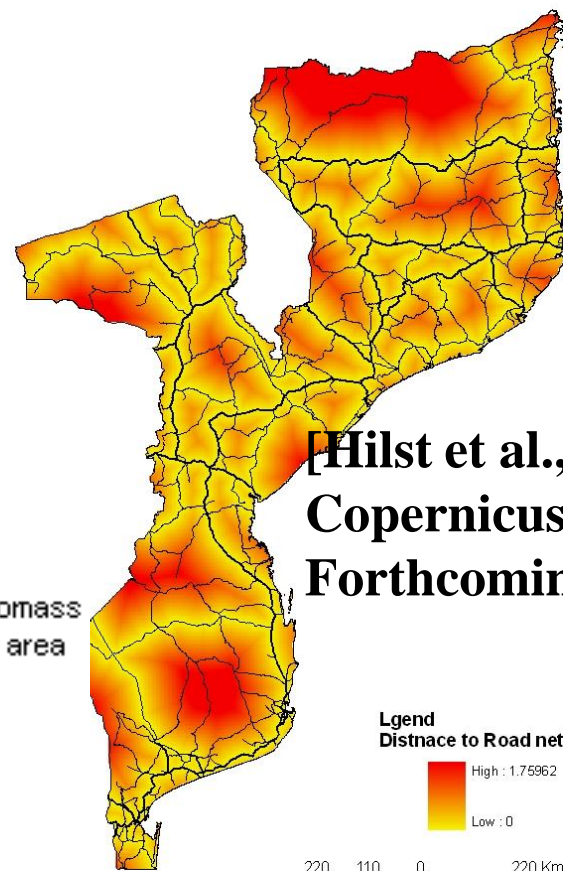 [Hilst et al.,
Copernicus
Forthcomin
omass
area
Lgend
Distnace to Road net
High : 1.75962
Low : 0
220 110 0 220 Km